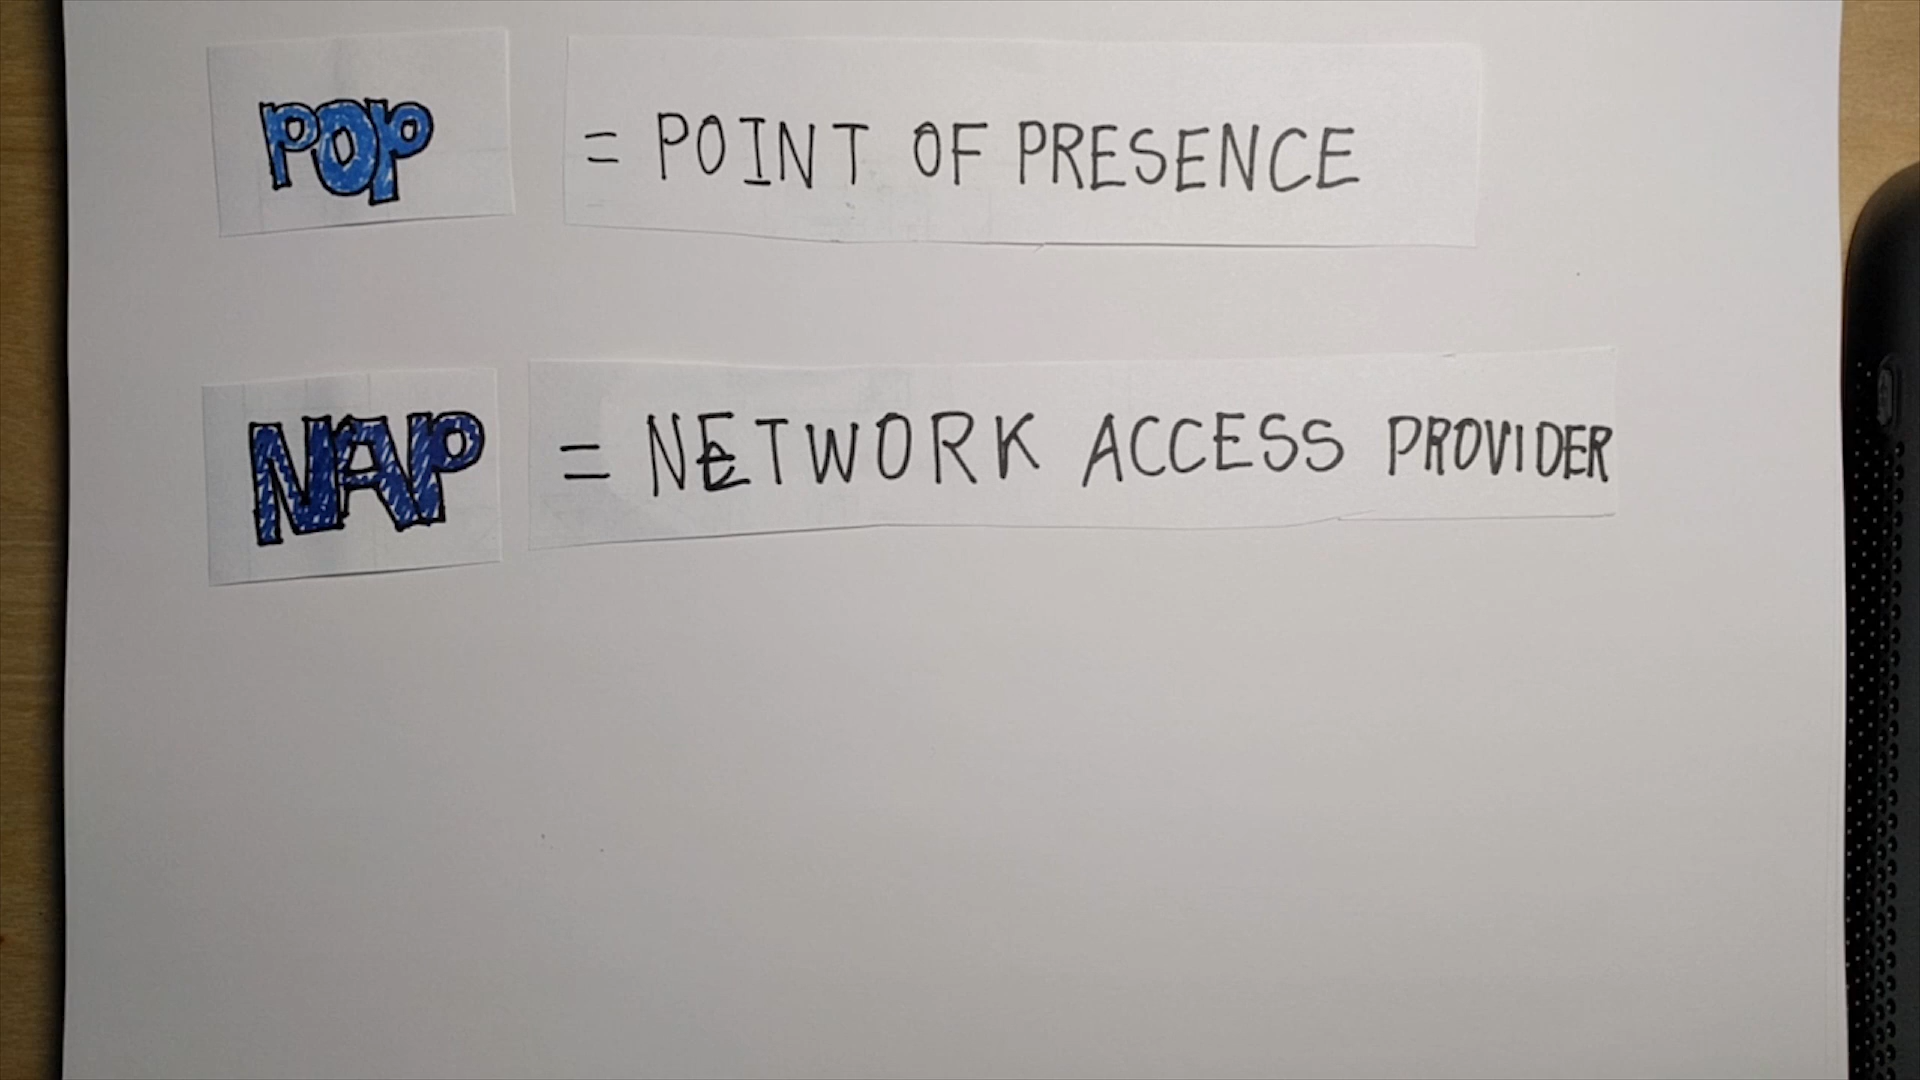 POP = POINT OF PRESENCE
NAP = NETWORK ACCESS PROVIDER